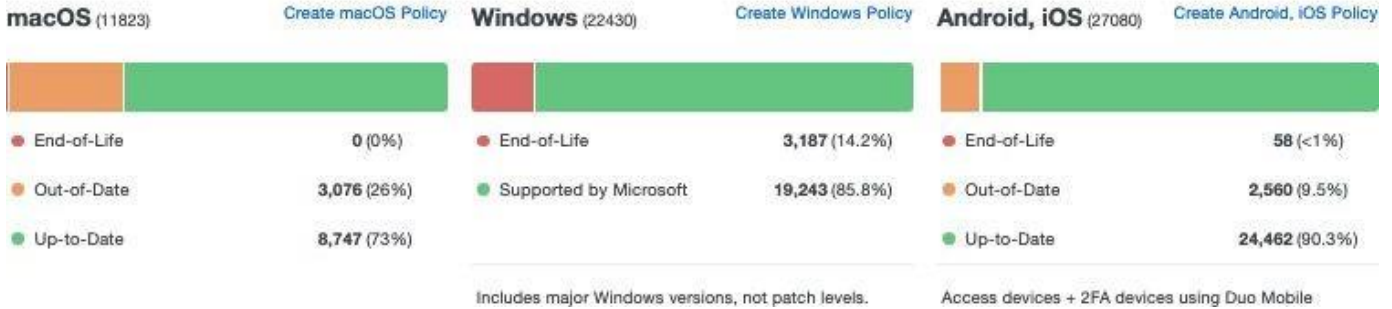 macOS (11823) Create macOS Policy
End-of-Life 0 (0%)
Out-of-Date 3,076 (26%)
Up-to-Date 8,747 (73%)
Windows (22430) Create Windows Policy
End-of-Life 3,187 (14.2%)
Supported by Microsoft 19,243 (85.8%)
Includes major Windows versions, not patch levels.
Android, iOS (27080) Create Android, iOS Policy
End-of-Life 58 (<1%)
Out-of-Date 2,560 (9.5%)
Up-to-Date 24,462 (90.3%)
Access devices + 2FA devices using Duo Mobile